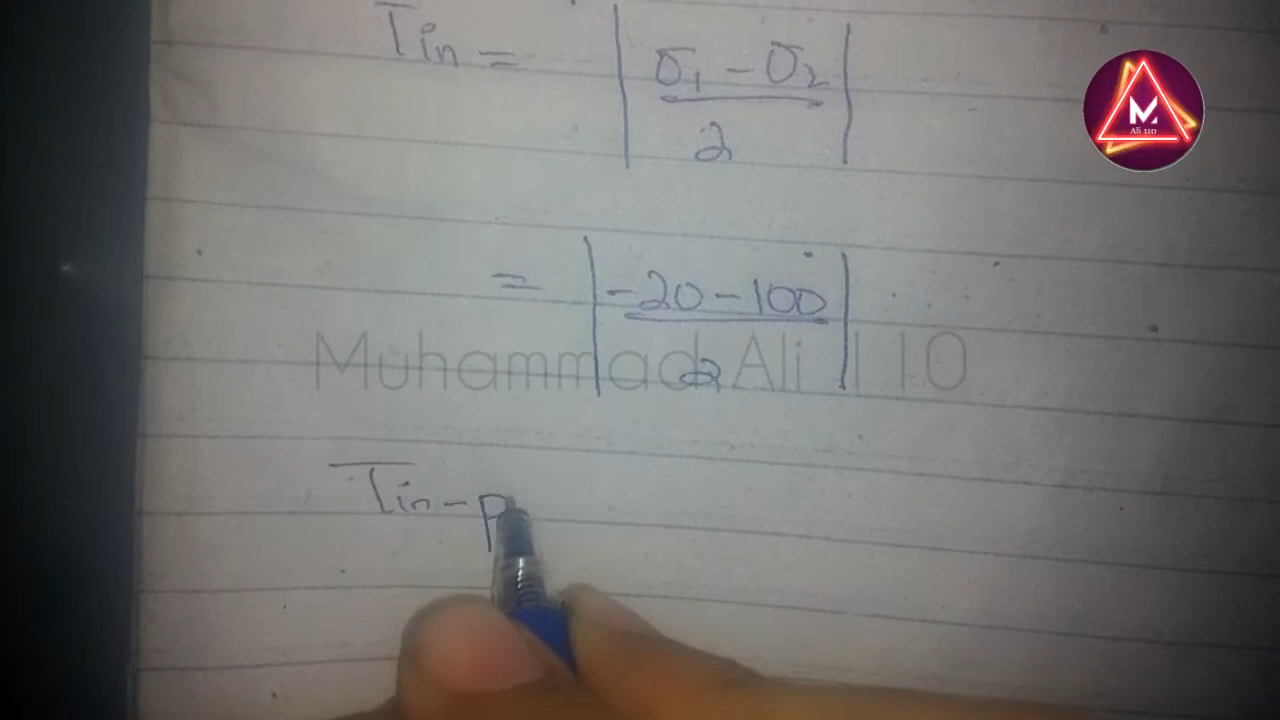 τin = | σ1 - σ2 / 2 |
M
Ali 110
= | -20 - 100 / 2 |
Muhammad Ali 110
τin - p